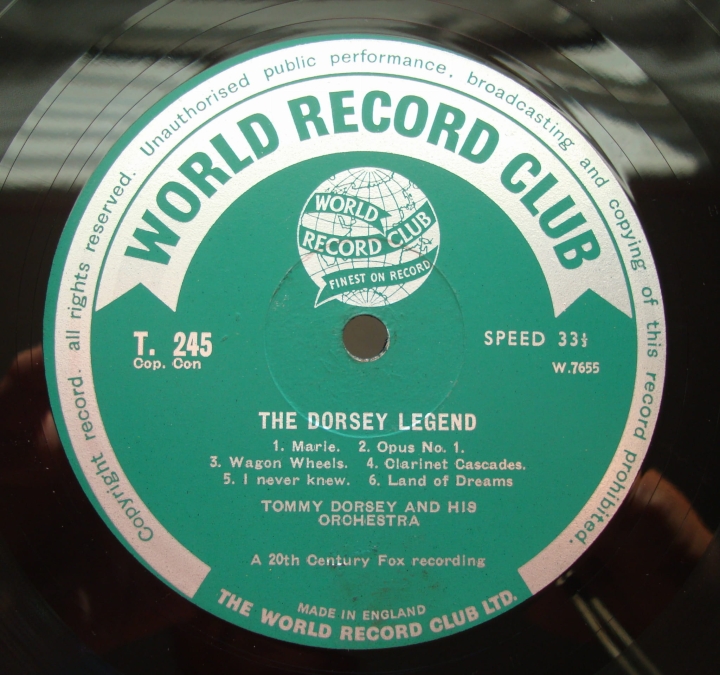 Copyright record. all rights reserved. Unauthorised public performance. broadcasting and copying of this record prohibited.
WORLD RECORD CLUB
WORLD
RECORD CLUB
FINEST ON RECORD
T. 245
Cop. Con
SPEED 33⅓
W.7655
THE DORSEY LEGEND
1. Marie. 2. Opus No. 1.
3. Wagon Wheels. 4. Clarinet Cascades.
5. I never knew. 6. Land of Dreams
TOMMY DORSEY AND HIS
ORCHESTRA
A 20th Century Fox recording
MADE IN ENGLAND
THE WORLD RECORD CLUB LTD.